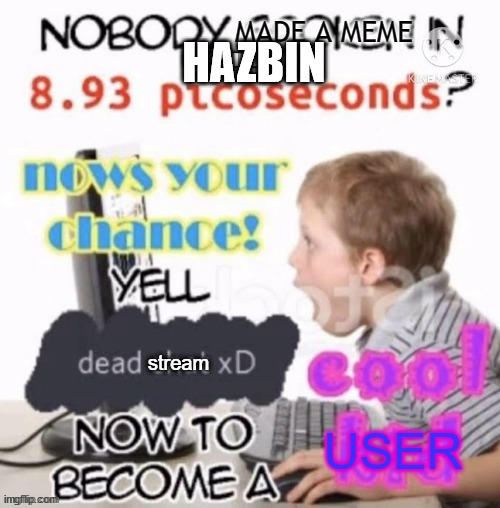 NOBODY MADE A MEME IN
HAZBIN
8.93 picoseconds?
KINEMASTER
nows your
chance!
YELL
dead stream xD
cool
NOW TO
USER
BECOME A
imgflip.com